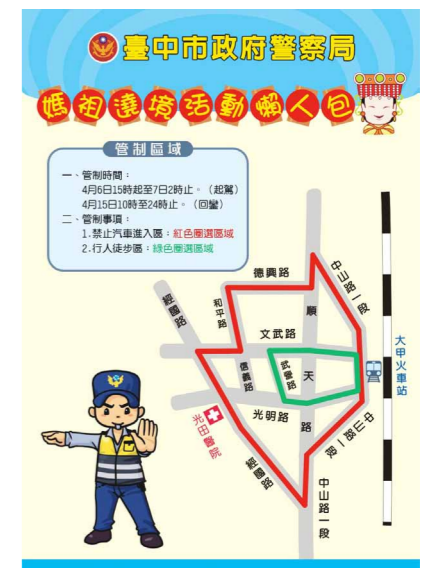 臺中市政府警察局
媽祖遶境活動懶人包
管制區域
一、管制時間：
4月6日15時起至7日2時止。(起駕)
4月15日10時至24時止。(回鑾)
二、管制事項：
1.禁止汽車進入區：紅色圈選區域
2.行人徒步區：綠色圈選區域
德興路
中山路一段
經國路
和平路
順天路
文武路
大甲火車站
信義路
武曲路
光明路
光田醫院
中山路一段
經國路
中山路一段